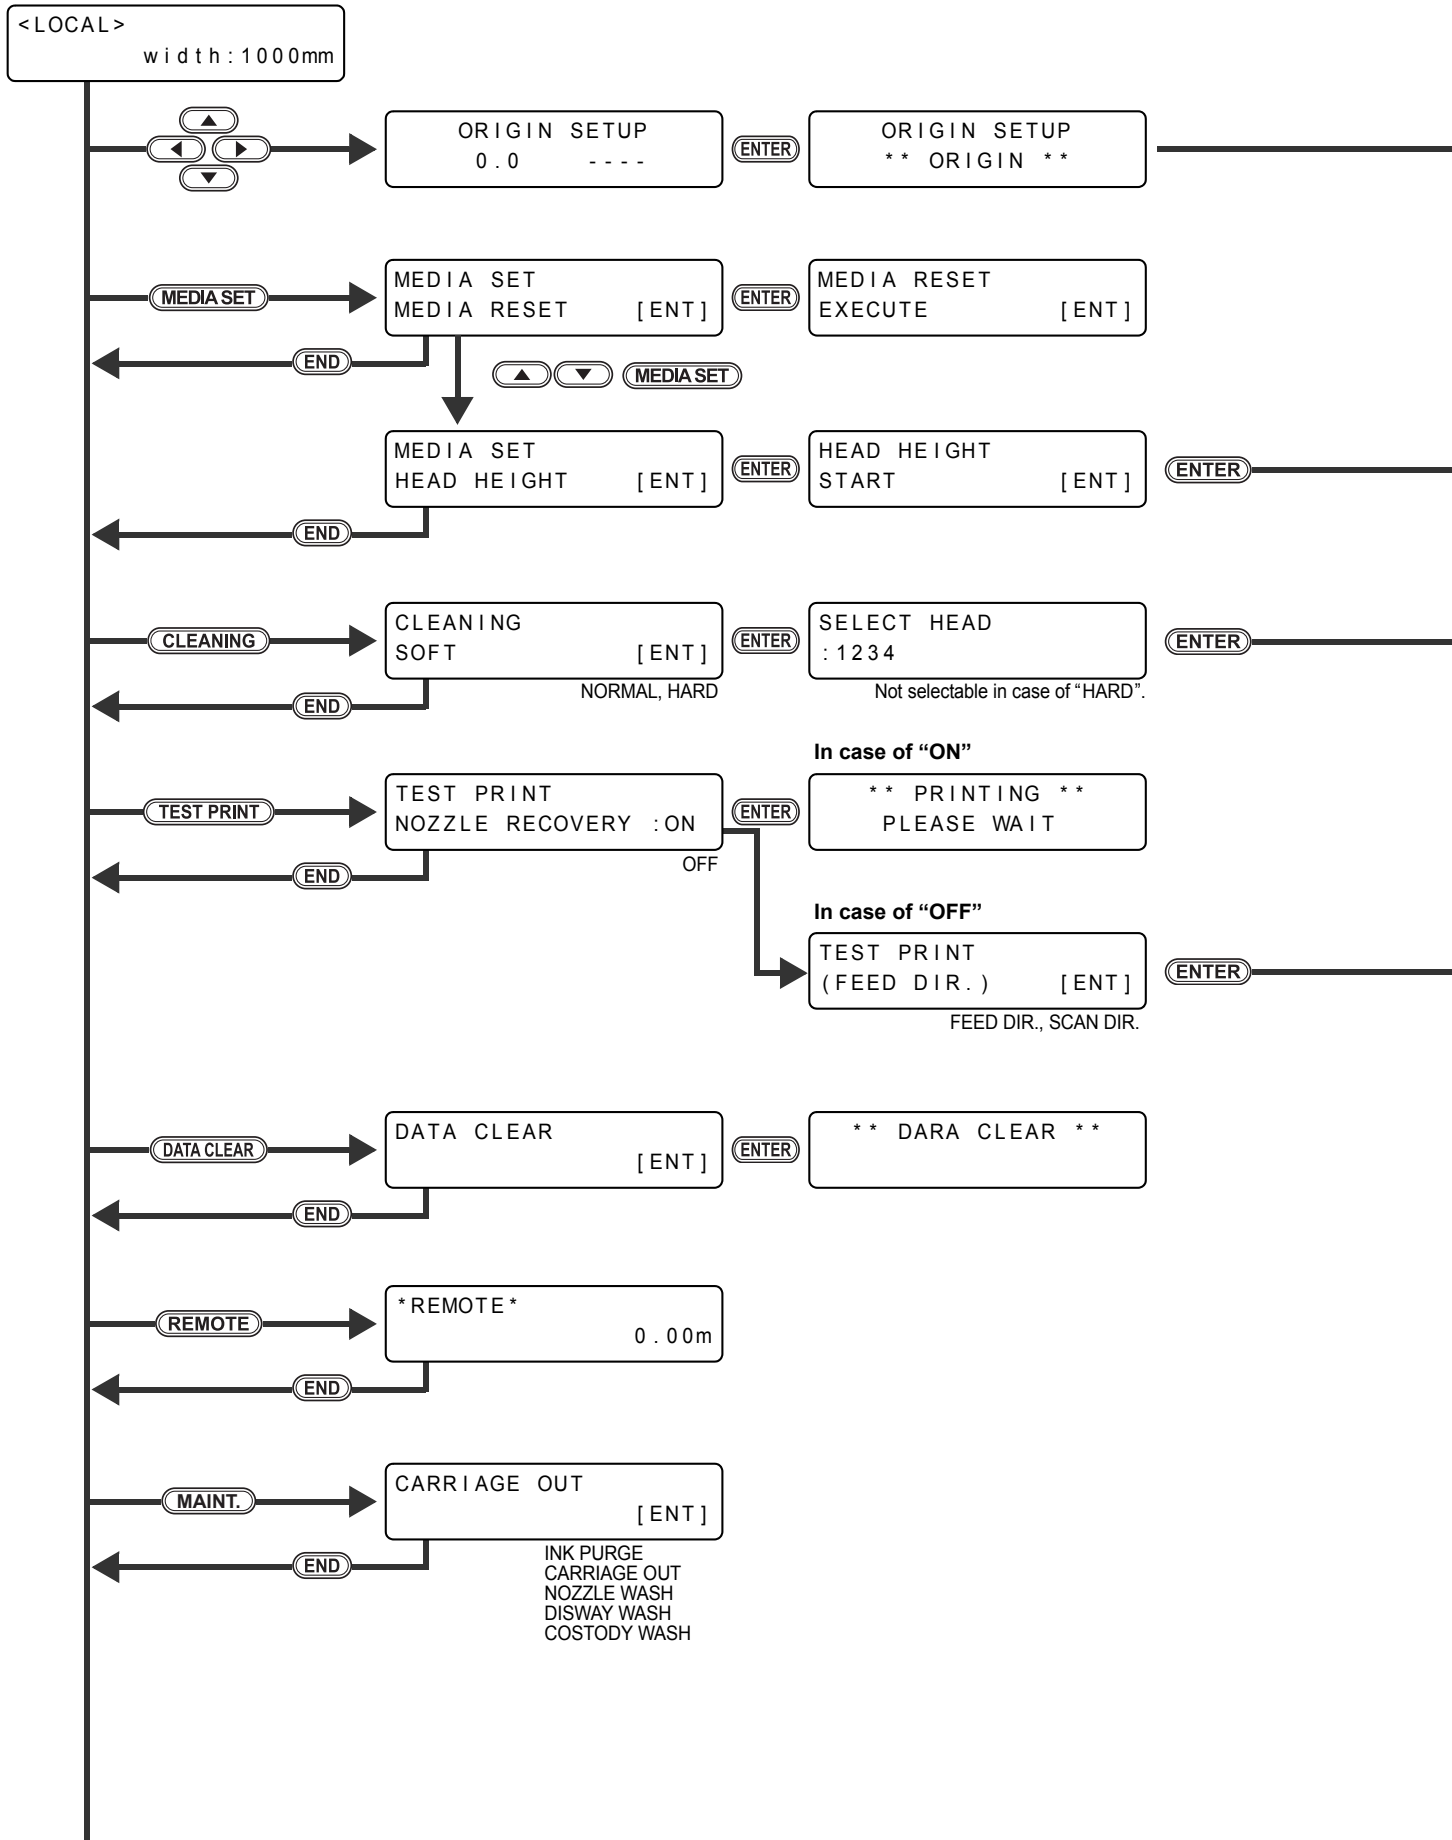 <LOCAL>
width:1000mm
ORIGIN SETUP
0.0 ----
ENTER
ORIGIN SETUP
** ORIGIN **
MEDIA SET
MEDIA SET
MEDIA RESET [ENT]
ENTER
MEDIA RESET
EXECUTE [ENT]
END
MEDIA SET
MEDIA SET
HEAD HEIGHT [ENT]
ENTER
HEAD HEIGHT
START [ENT]
ENTER
END
CLEANING
CLEANING
SOFT [ENT]
NORMAL, HARD
ENTER
SELECT HEAD
:1234
Not selectable in case of “HARD”.
ENTER
END
In case of “ON”
TEST PRINT
TEST PRINT
NOZZLE RECOVERY :ON
OFF
ENTER
** PRINTING **
PLEASE WAIT
END
In case of “OFF”
TEST PRINT
(FEED DIR.) [ENT]
FEED DIR., SCAN DIR.
ENTER
DATA CLEAR
DATA CLEAR
[ENT]
ENTER
** DARA CLEAR **
END
REMOTE
*REMOTE*
0.00m
END
MAINT.
CARRIAGE OUT
[ENT]
END
INK PURGE
CARRIAGE OUT
NOZZLE WASH
DISWAY WASH
COSTODY WASH